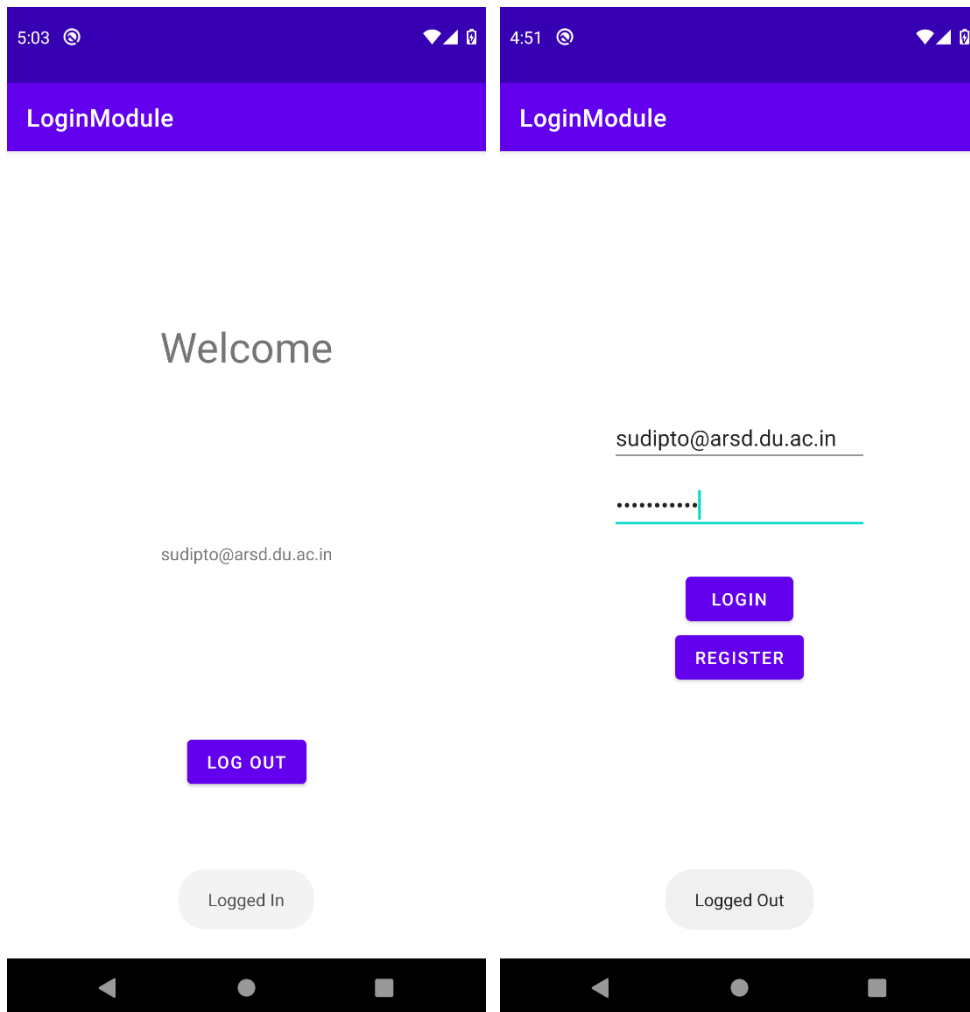 5:03
LoginModule
Welcome
sudipto@arsd.du.ac.in
LOG OUT
Logged In
4:51
LoginModule
sudipto@arsd.du.ac.in
•••••••••••
LOGIN
REGISTER
Logged Out